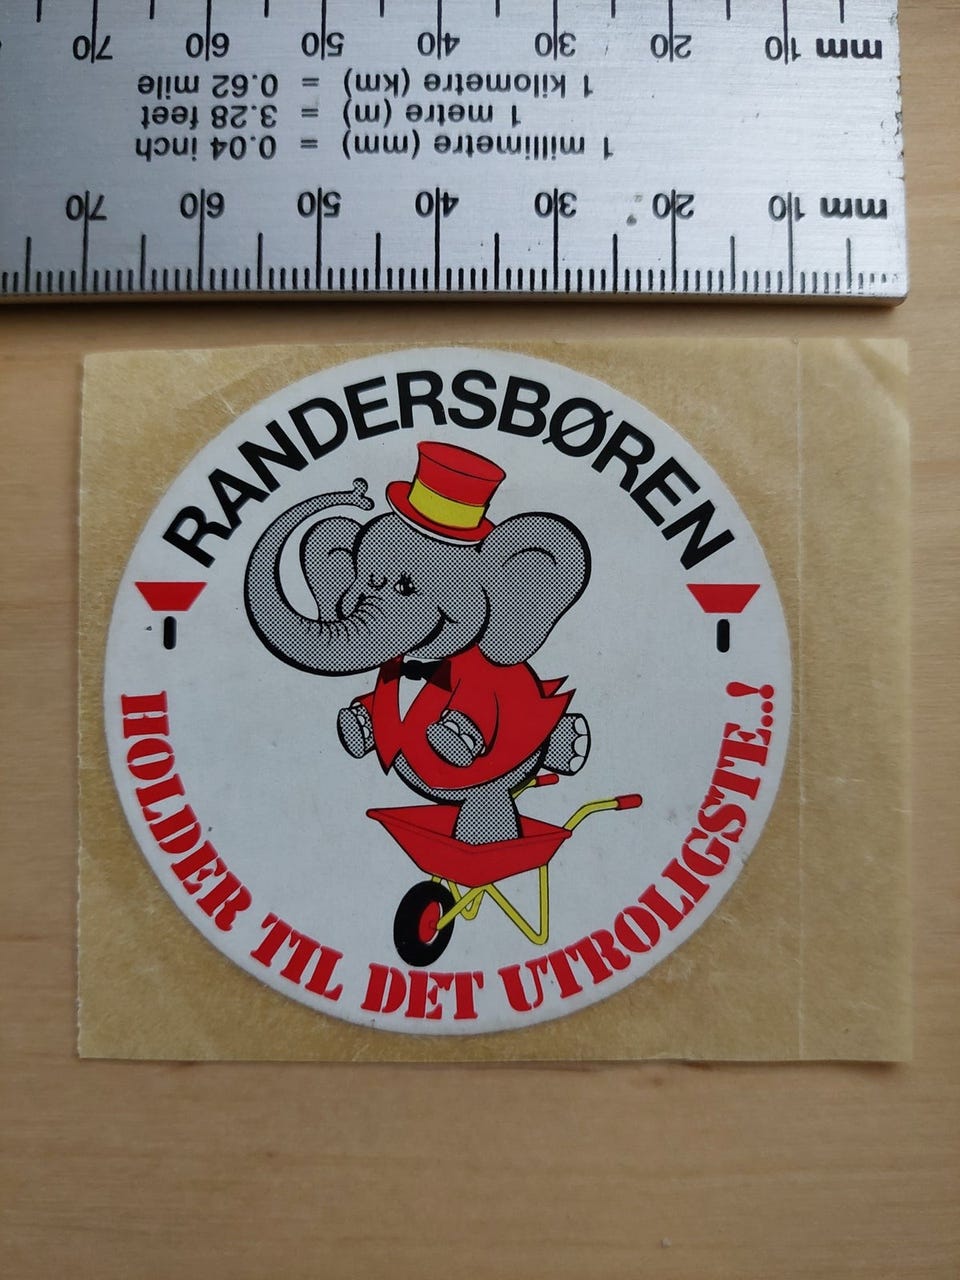 70 60 50 40 30 20 10 mm
1 kilometre (km) = 0.62 mile
1 metre (m) = 3.28 feet
1 millimetre (mm) = 0.04 inch
70 60 50 40 30 20 10 mm
RANDERSBØREN
HOLDER TIL DET UTROLIGSTE..!